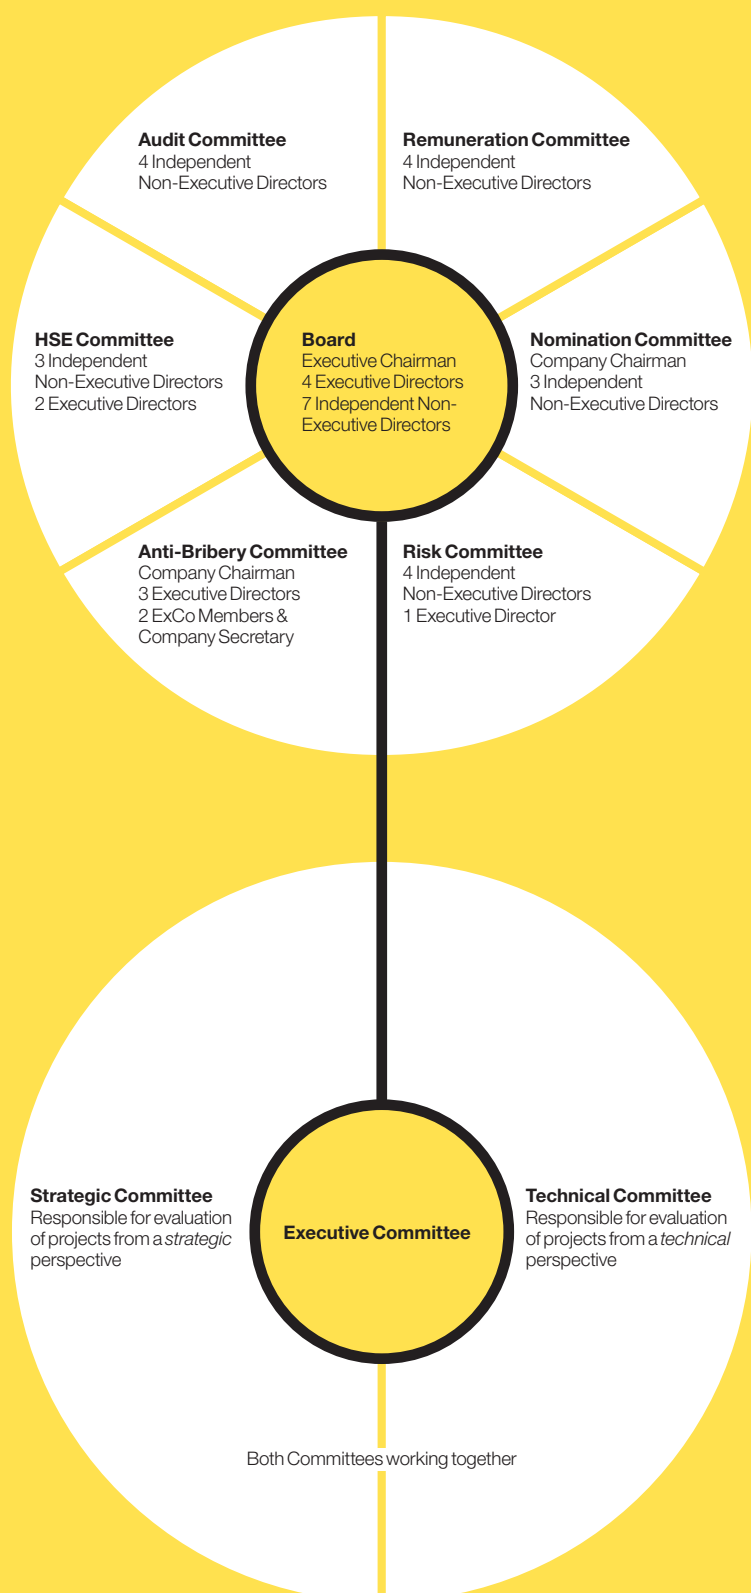 Audit Committee
4 Independent
Non-Executive Directors
Remuneration Committee
4 Independent
Non-Executive Directors
HSE Committee
3 Independent
Non-Executive Directors
2 Executive Directors
Board
Executive Chairman
4 Executive Directors
7 Independent Non-
Executive Directors
Nomination Committee
Company Chairman
3 Independent
Non-Executive Directors
Anti-Bribery Committee
Company Chairman
3 Executive Directors
2 ExCo Members &
Company Secretary
Risk Committee
4 Independent
Non-Executive Directors
1 Executive Director
Strategic Committee
Responsible for evaluation
of projects from a strategic
perspective
Executive Committee
Technical Committee
Responsible for evaluation
of projects from a technical
perspective
Both Committees working together